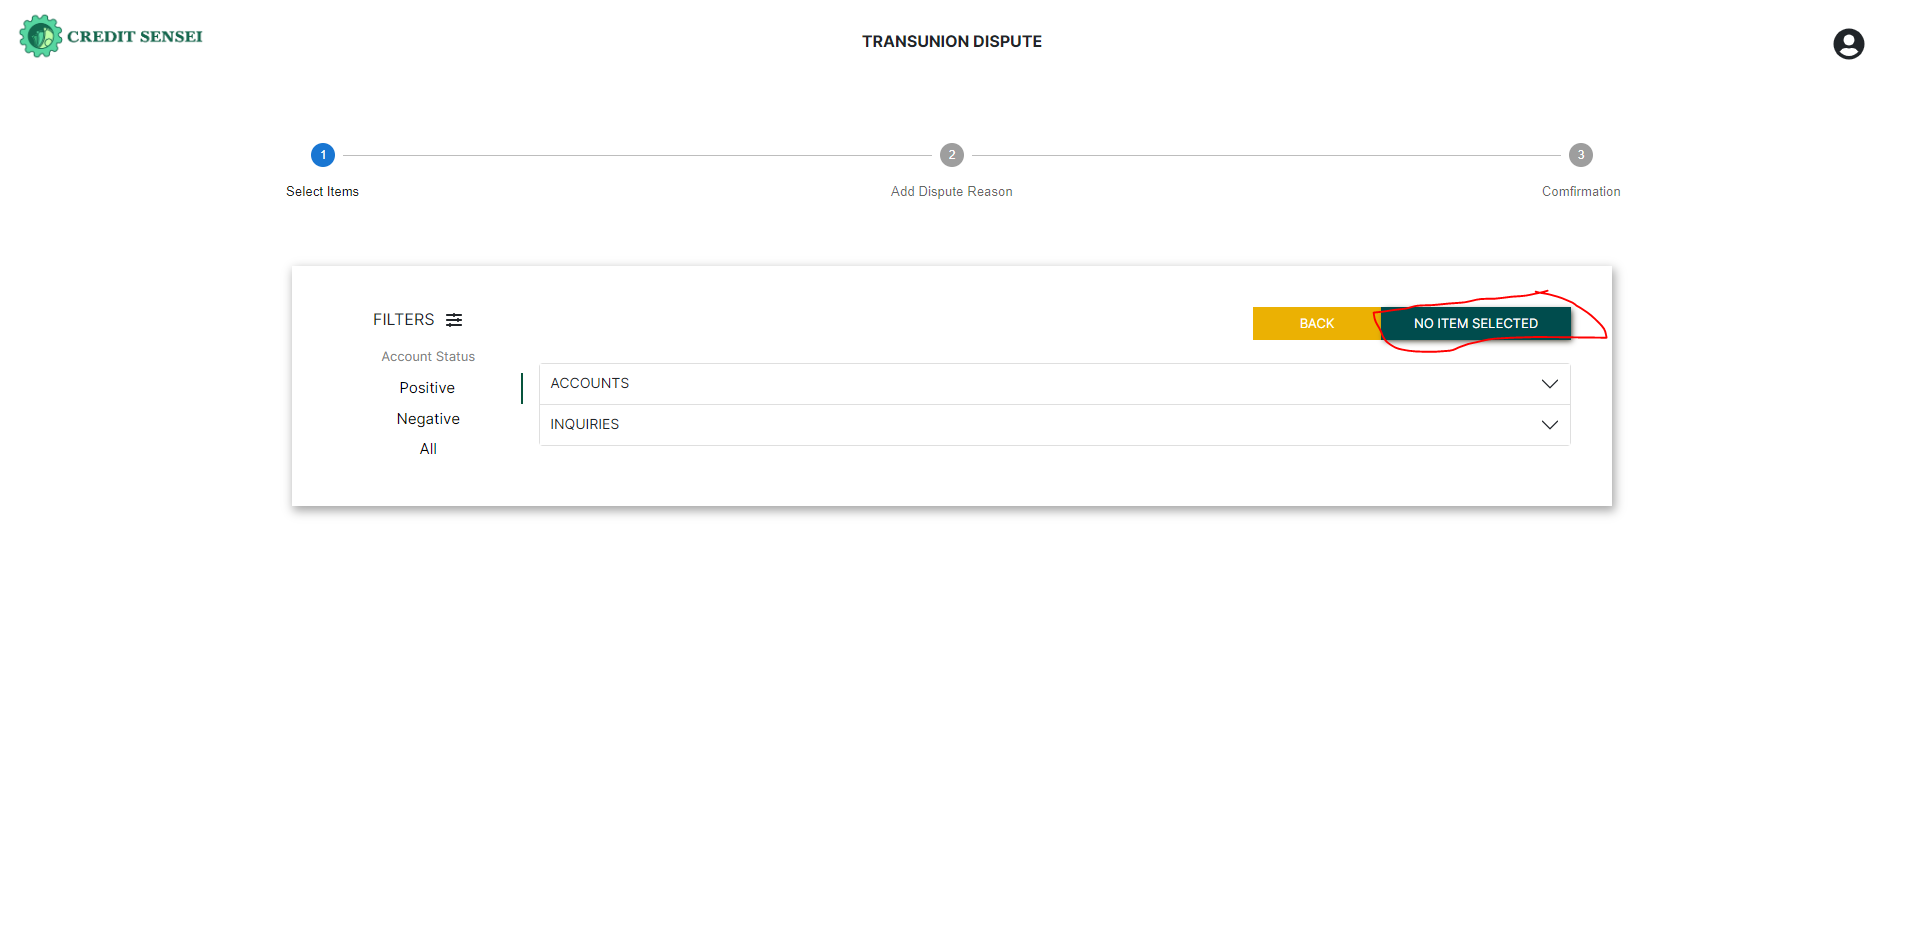 CREDIT SENSEI
TRANSUNION DISPUTE
1
2
3
Select Items
Add Dispute Reason
Comfirmation
FILTERS
BACK
NO ITEM SELECTED
Account Status
Positive
Negative
All
ACCOUNTS
INQUIRIES